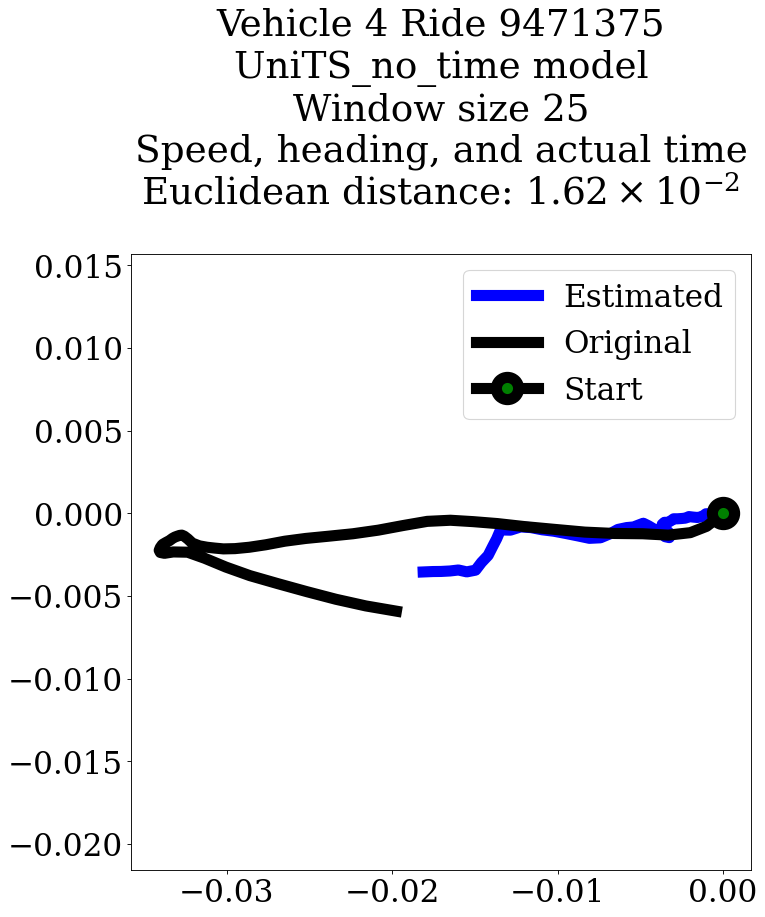 Vehicle 4 Ride 9471375
UniTS_no_time model
Window size 25
Speed, heading, and actual time
Euclidean distance: 1.62 × 10⁻²
0.015
0.010
0.005
0.000
−0.005
−0.010
−0.015
−0.020
Estimated
Original
Start
−0.03 −0.02 −0.01 0.00